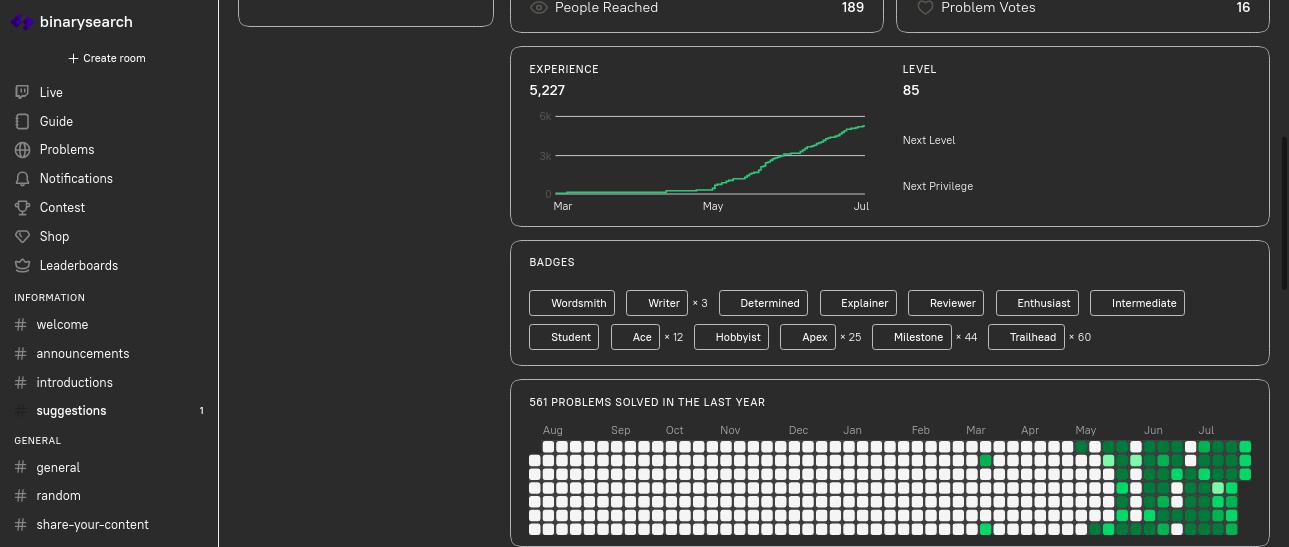 binarysearch
+ Create room
Live
Guide
Problems
Notifications
Contest
Shop
Leaderboards
INFORMATION
# welcome
# announcements
# introductions
# suggestions 1
GENERAL
# general
# random
# share-your-content
People Reached 189
Problem Votes 16
EXPERIENCE
5,227
6k
3k
0
Mar May Jul
LEVEL
85
Next Level
Next Privilege
BADGES
Wordsmith Writer × 3 Determined Explainer Reviewer Enthusiast Intermediate
Student Ace × 12 Hobbyist Apex × 25 Milestone × 44 Trailhead × 60
561 PROBLEMS SOLVED IN THE LAST YEAR
Aug Sep Oct Nov Dec Jan Feb Mar Apr May Jun Jul